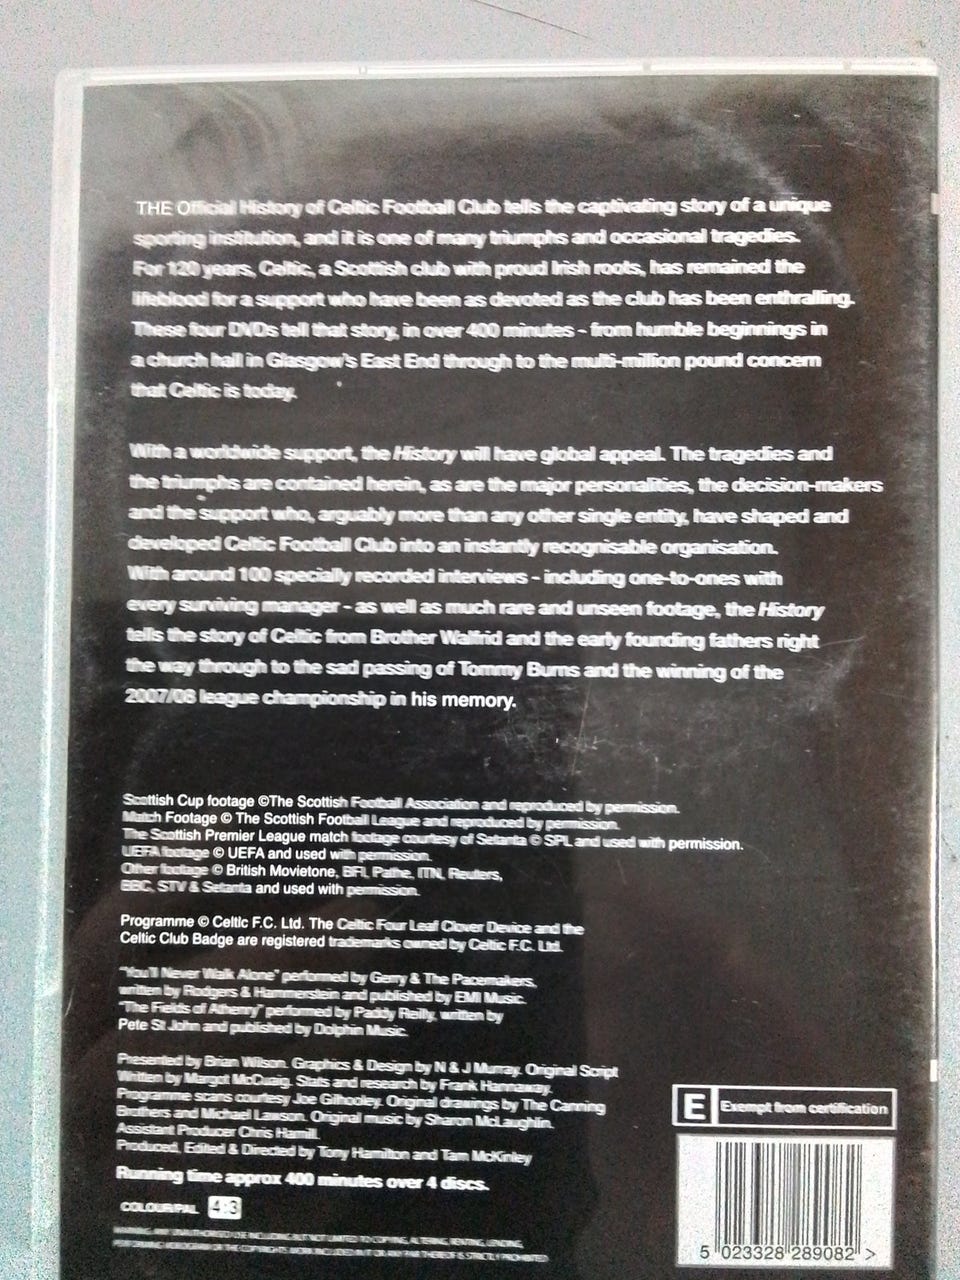 THE Official History of Celtic Football Club tells the captivating story of a unique
sporting institution, and it is one of many triumphs and occasional tragedies.
For 120 years, Celtic, a Scottish club with proud Irish roots, has remained the
lifeblood for a support who have been as devoted as the club has been enthralling.
These four DVDs tell that story, in over 400 minutes - from humble beginnings in
a church hall in Glasgow's East End through to the multi-million pound concern
that Celtic is today.
With a worldwide support, the History will have global appeal. The tragedies and
the triumphs are contained herein, as are the major personalities, the decision-makers
and the support who, arguably more than any other single entity, have shaped and
developed Celtic Football Club into an instantly recognisable organisation.
With around 100 specially recorded interviews - including one-to-ones with
every surviving manager - as well as much rare and unseen footage, the History
tells the story of Celtic from Brother Walfrid and the early founding fathers right
the way through to the sad passing of Tommy Burns and the winning of the
2007/08 league championship in his memory.
Scottish Cup footage ©The Scottish Football Association and reproduced by permission.
Match Footage © The Scottish Football League and reproduced by permission.
The Scottish Premier League match footage courtesy of Setanta © SPL and used with permission.
UEFA footage © UEFA and used with permission.
Other footage © British Movietone, BFI, Pathe, ITN, Reuters,
BBC, STV & Setanta and used with permission.
Programme © Celtic F.C. Ltd. The Celtic Four Leaf Clover Device and the
Celtic Club Badge are registered trademarks owned by Celtic F.C. Ltd.
"You'll Never Walk Alone" performed by Gerry & The Pacemakers,
written by Rodgers & Hammerstein and published by EMI Music.
"The Fields of Athenry" performed by Paddy Reilly, written by
Pete St John and published by Dolphin Music.
Presented by Brian Wilson. Graphics & Design by N & J Murray. Original Script
Written by Margot McCuaig. Stats and research by Frank Hannaway.
Programme scans courtesy Joe Gilhooley. Original drawings by The Canning
Brothers and Michael Lawson. Original music by Sharon McLaughlin.
Assistant Producer Chris Hamill.
Produced, Edited & Directed by Tony Hamilton and Tam McKinley
Running time approx 400 minutes over 4 discs.
COLOUR/PAL 4:3
E Exempt from certification
5 023328 289082 >